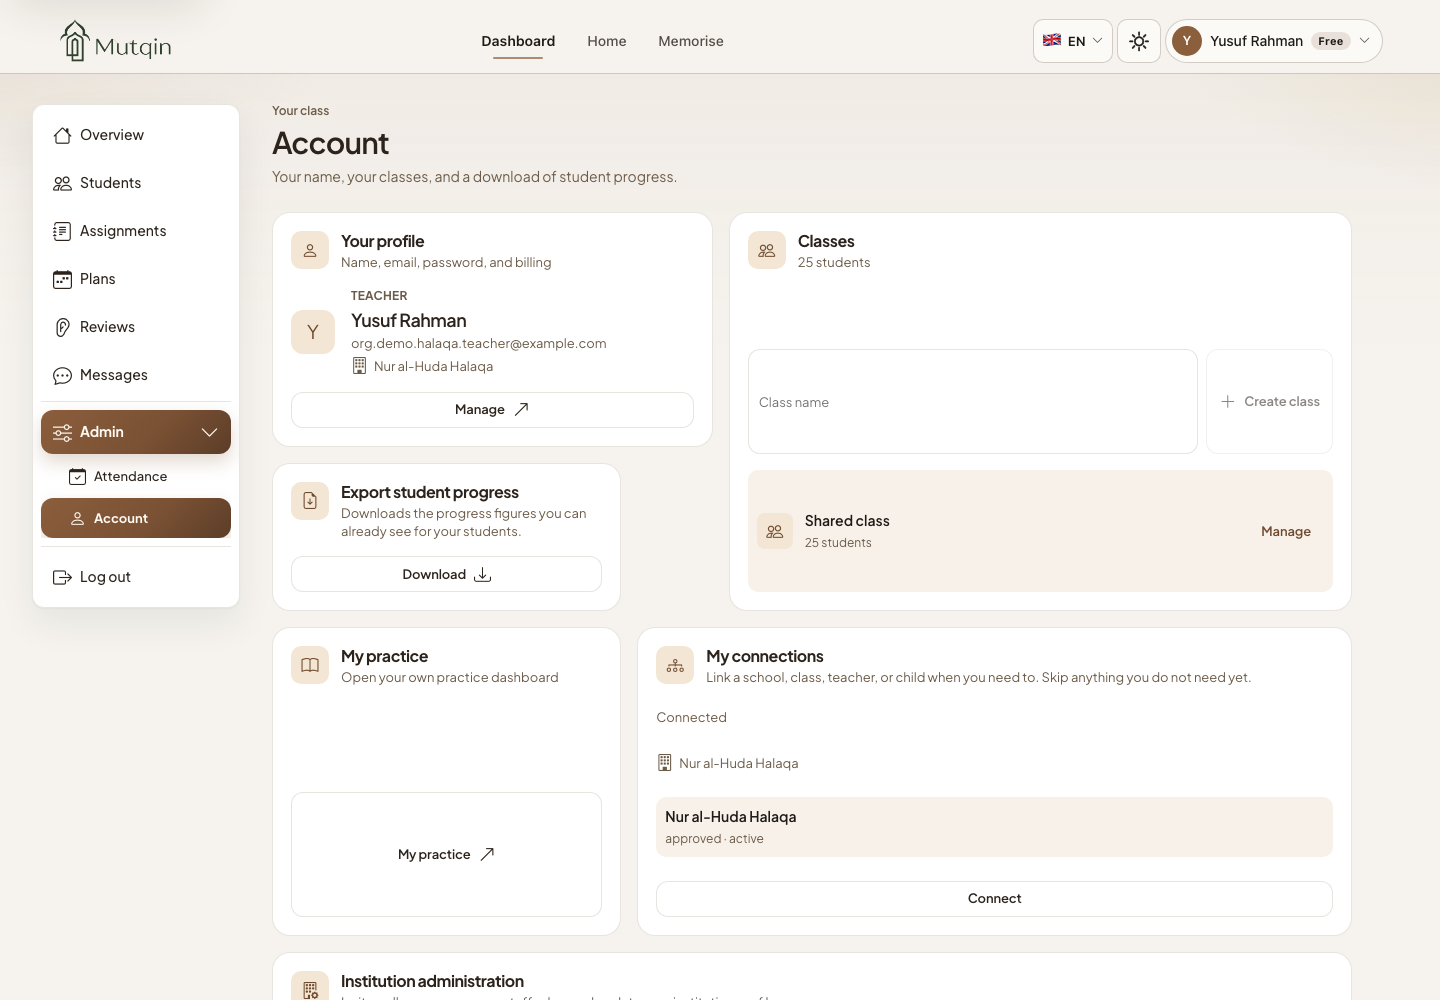 Mutqin
Dashboard
Home
Memorise
EN
Y
Yusuf Rahman
Free
Overview
Students
Assignments
Plans
Reviews
Messages
Admin
Attendance
Account
Log out
Your class
Account
Your name, your classes, and a download of student progress.
Your profile
Name, email, password, and billing
TEACHER
Y
Yusuf Rahman
org.demo.halaqa.teacher@example.com
Nur al-Huda Halaqa
Manage
Classes
25 students
Class name
Create class
Shared class
25 students
Manage
Export student progress
Downloads the progress figures you can
already see for your students.
Download
My practice
Open your own practice dashboard
My practice
My connections
Link a school, class, teacher, or child when you need to. Skip anything you do not need yet.
Connected
Nur al-Huda Halaqa
Nur al-Huda Halaqa
approved · active
Connect
Institution administration